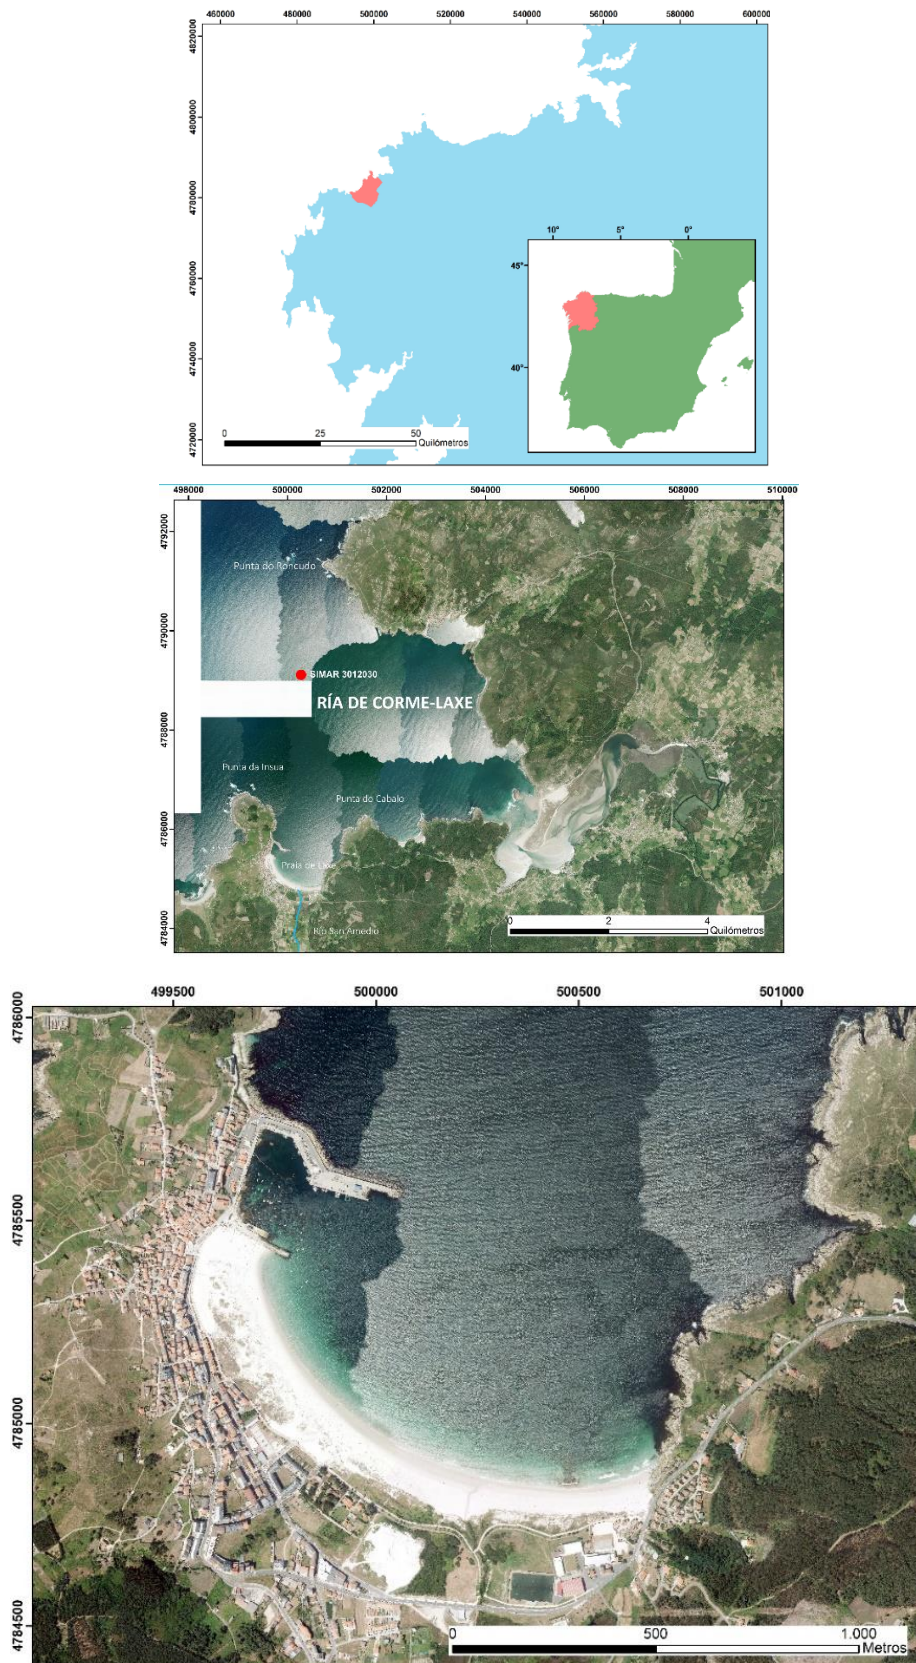 460000 480000 500000 520000 540000 560000 580000 600000
4820000
4800000
4780000
4760000
4740000
4720000
10° 5° 0°
45°
40°
0 25 50
Quilómetros
498000 500000 502000 504000 506000 508000 510000
4792000
4790000
4788000
4786000
4784000
Punta do Roncudo
SIMAR 3012030
RÍA DE CORME-LAXE
Punta da Insua
Punta do Cabalo
Praia de Laxe
Río San Amedio
0 2 4
Quilómetros
499500 500000 500500 501000
4786000
4785500
4785000
4784500
0 500 1.000
Metros